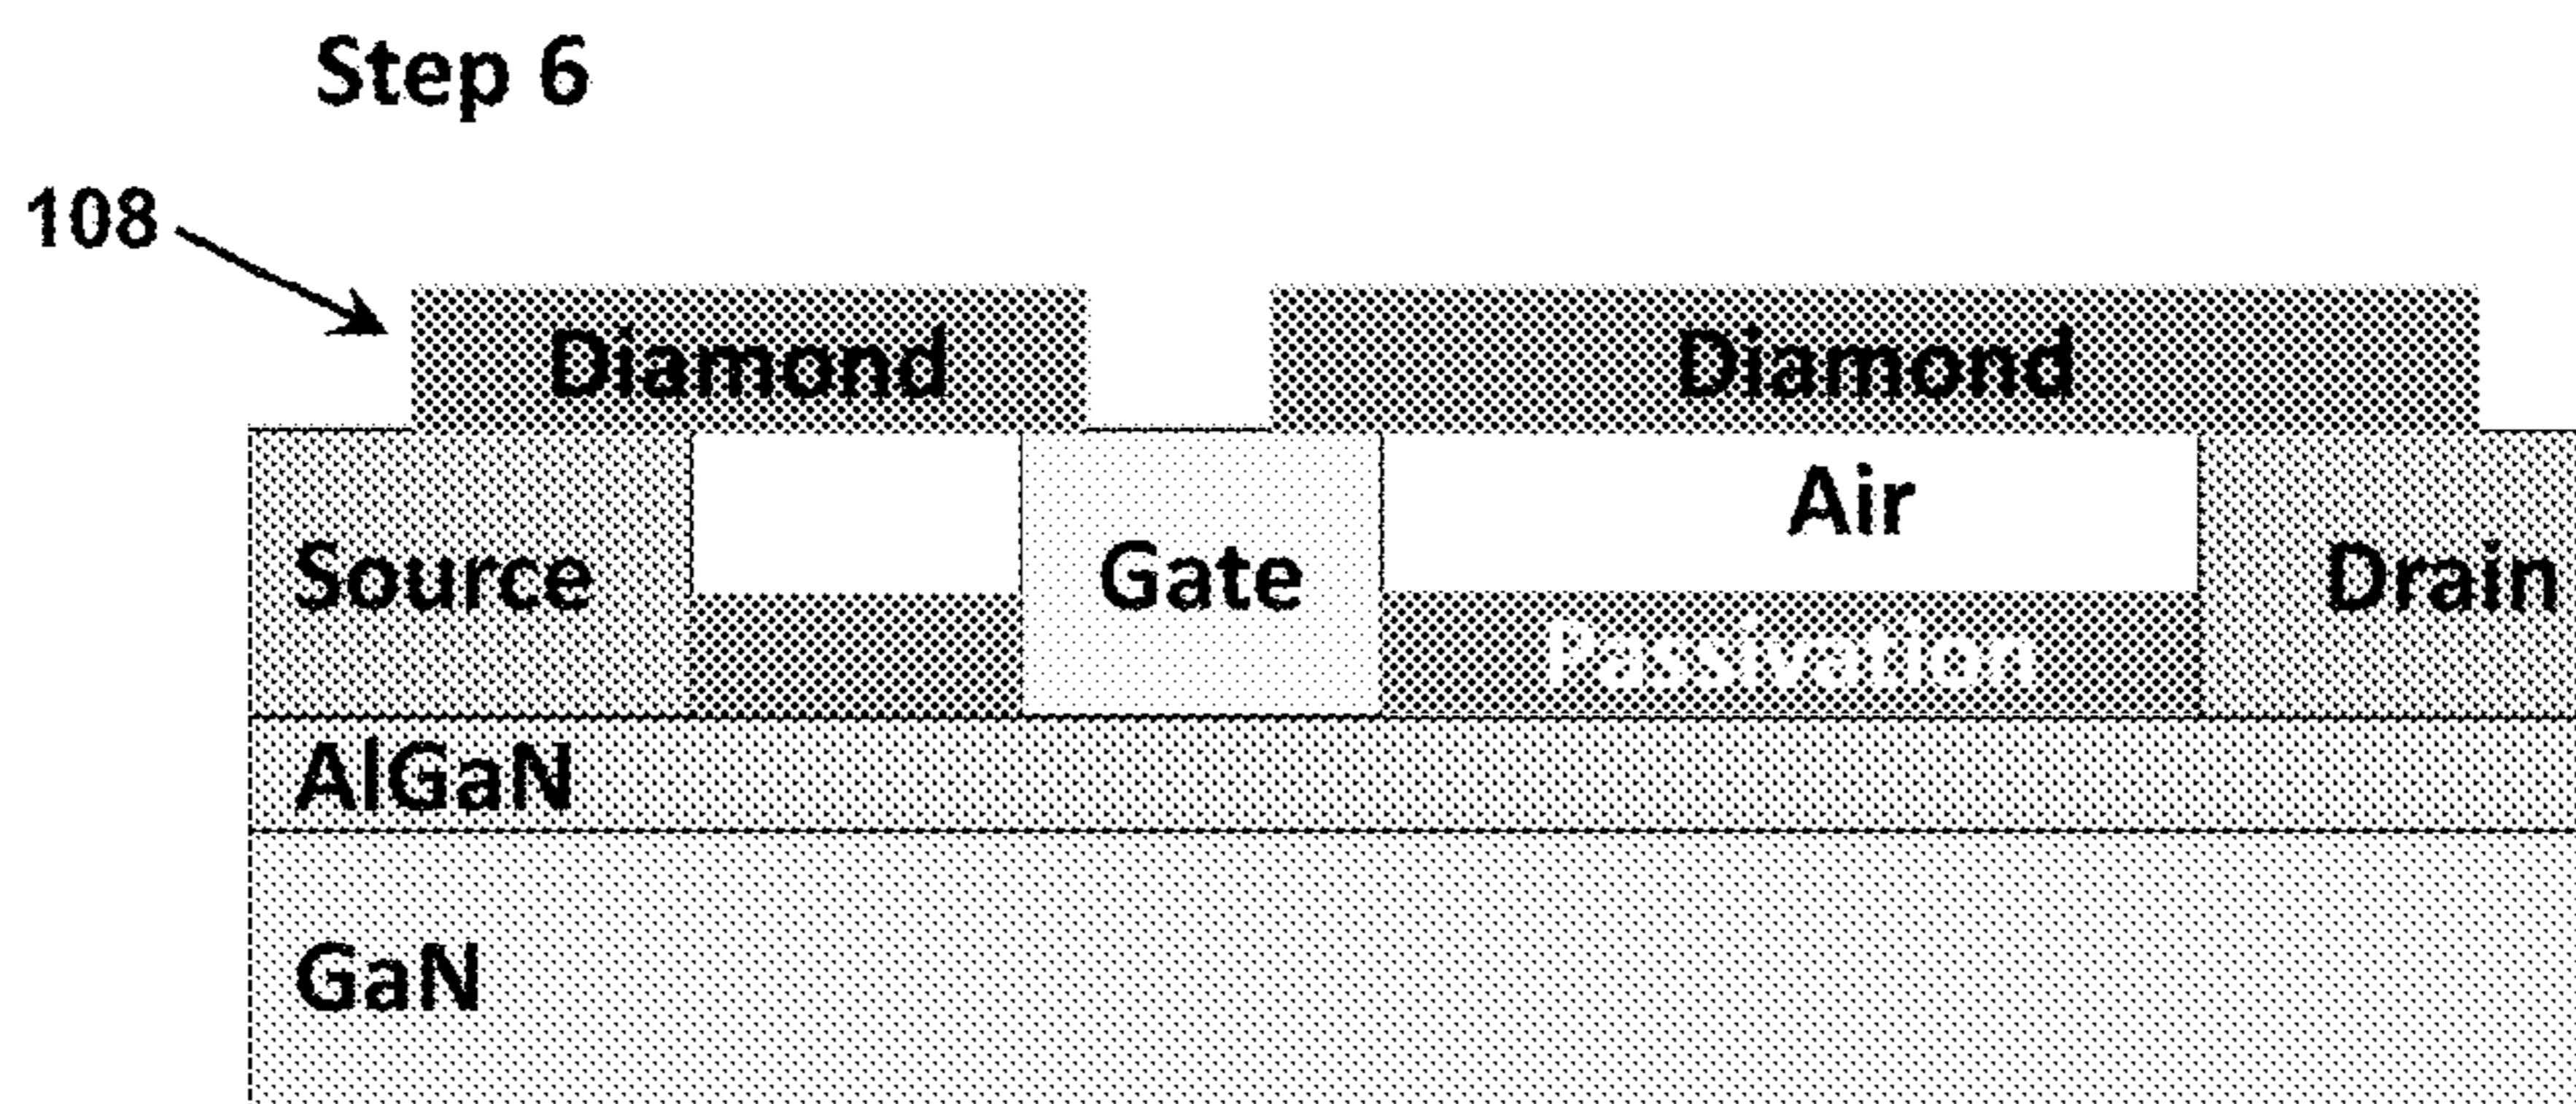 Step 6
108
Diamond
Diamond
Air
Source
Gate
Drain
Passivation
AlGaN
GaN